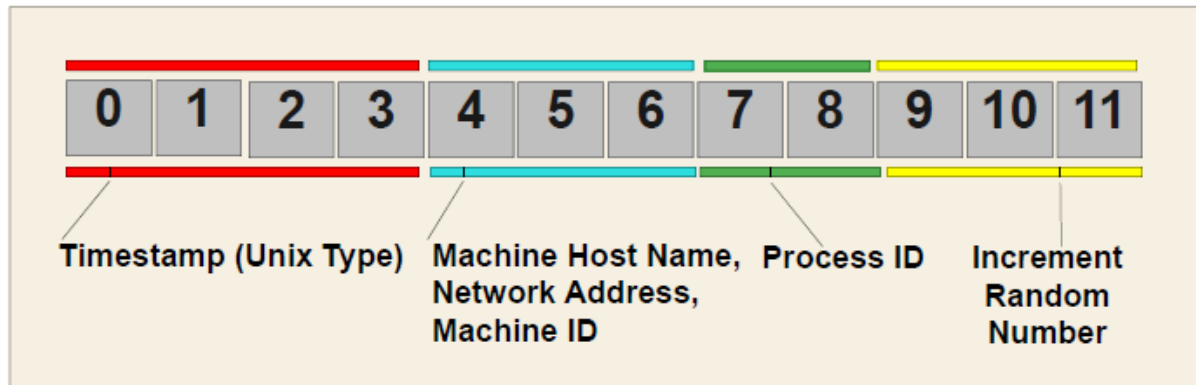 0 1 2 3 4 5 6 7 8 9 10 11
Timestamp (Unix Type)
Machine Host Name,
Network Address,
Machine ID
Process ID
Increment
Random
Number